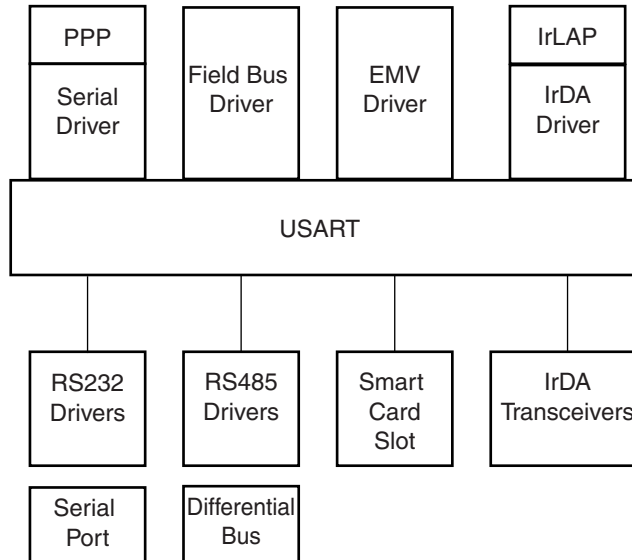 PPP
Serial
Driver
Field Bus
Driver
EMV
Driver
IrLAP
IrDA
Driver
USART
RS232
Drivers
RS485
Drivers
Smart
Card
Slot
IrDA
Transceivers
Serial
Port
Differential
Bus